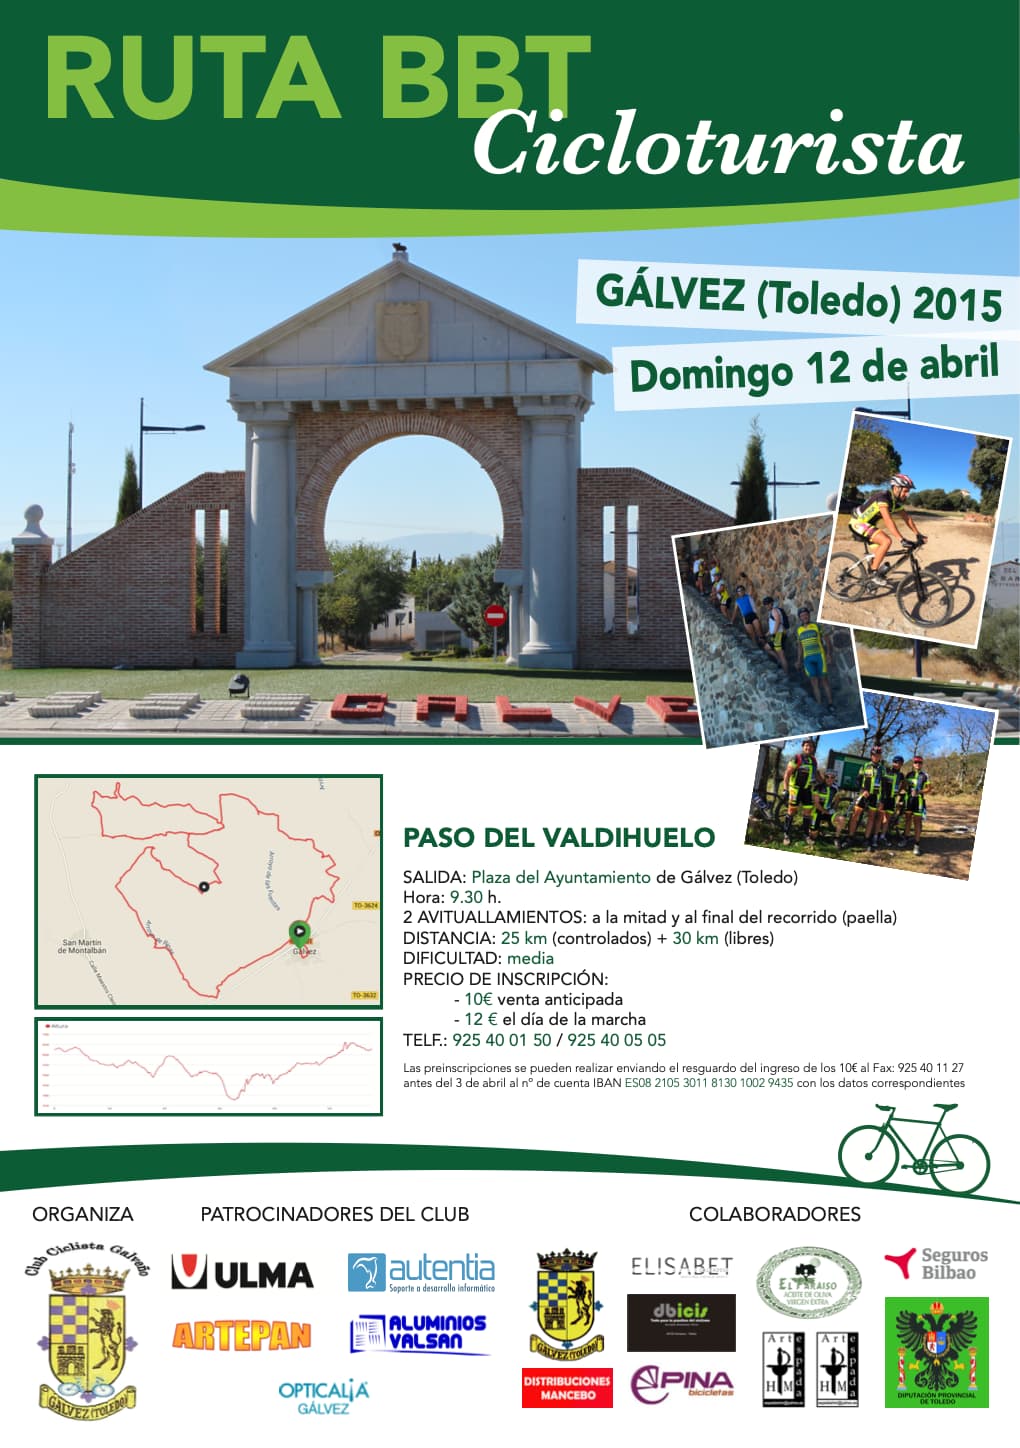 RUTA BBT
Cicloturista
GÁLVEZ (Toledo) 2015
Domingo 12 de abril
GALVE
San Martín
de Montalbán
TO-3624
Gálvez
TO-3632
PASO DEL VALDIHUELO
SALIDA: Plaza del Ayuntamiento de Gálvez (Toledo)
Hora: 9.30 h.
2 AVITUALLAMIENTOS: a la mitad y al final del recorrido (paella)
DISTANCIA: 25 km (controlados) + 30 km (libres)
DIFICULTAD: media
PRECIO DE INSCRIPCIÓN:
- 10€ venta anticipada
- 12 € el día de la marcha
TELF.: 925 40 01 50 / 925 40 05 05
Las preinscripciones se pueden realizar enviando el resguardo del ingreso de los 10€ al Fax: 925 40 11 27
antes del 3 de abril al nº de cuenta IBAN ES08 2105 3011 8130 1002 9435 con los datos correspondientes
ORGANIZA
PATROCINADORES DEL CLUB
COLABORADORES
Club Ciclista Galveño
GÁLVEZ (TOLEDO)
ULMA
autentia
Soporte a desarrollo informático
ARTEPAN
ALUMINIOS
VALSAN
OPTICALIA
GÁLVEZ
GÁLVEZ (TOLEDO)
DISTRIBUCIONES
MANCEBO
ELISABET
dbicis
EPINA
bicicletas
EL PARAISO
ACEITE DE OLIVA
VIRGEN EXTRA
Arte
espada
H M
Arte
espada
H M
Seguros
Bilbao
DIPUTACIÓN PROVINCIAL
DE TOLEDO